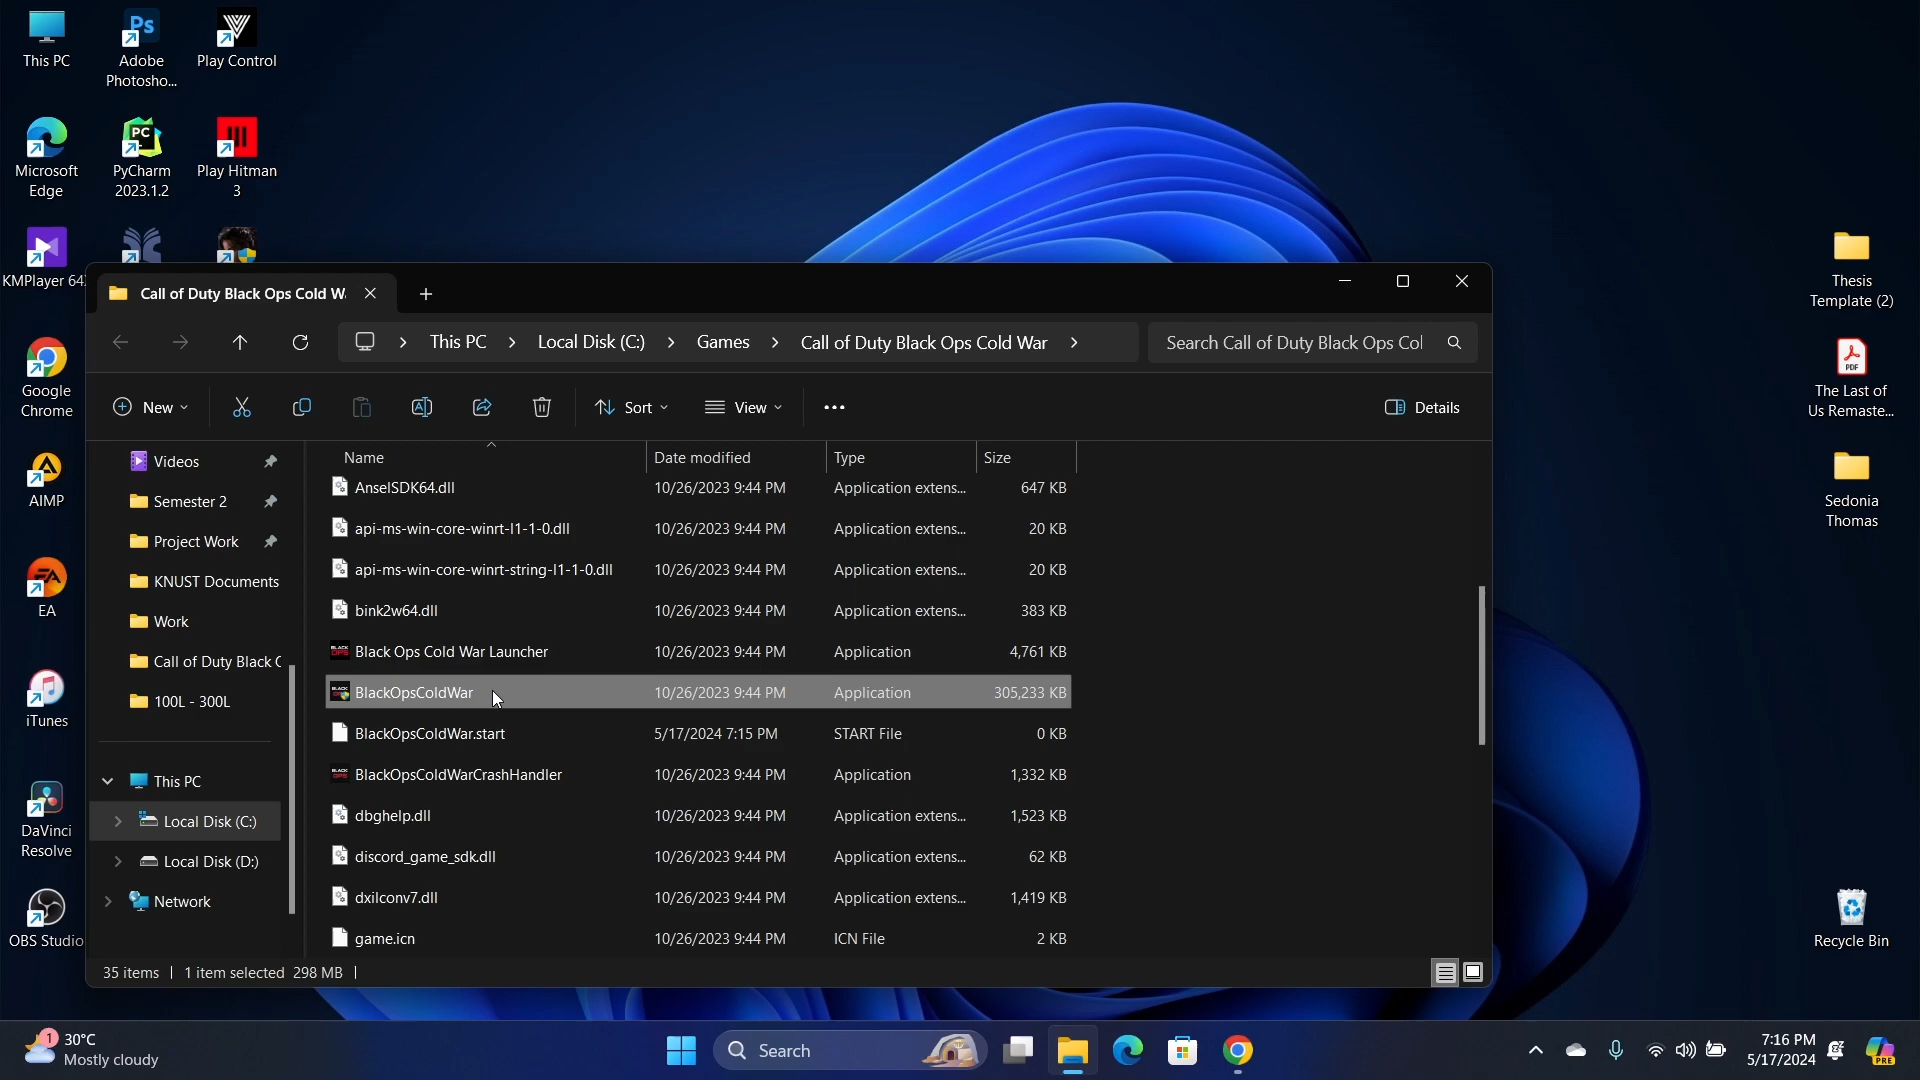 This PC
Adobe
Photosho...
Play Control
Microsoft
Edge
PyCharm
2023.1.2
Play Hitman
3
KMPlayer 64
Google
Chrome
AIMP
EA
iTunes
DaVinci
Resolve
OBS Studio
Thesis
Template (2)
The Last of
Us Remaste...
Sedonia
Thomas
Recycle Bin
Call of Duty Black Ops Cold W
This PC > Local Disk (C:) > Games > Call of Duty Black Ops Cold War >
Search Call of Duty Black Ops Col
New
Sort
View
Details
Videos
Semester 2
Project Work
KNUST Documents
Work
Call of Duty Black C
100L - 300L
This PC
Local Disk (C:)
Local Disk (D:)
Network
Name Date modified Type Size
AnselSDK64.dll 10/26/2023 9:44 PM Application extens... 647 KB
api-ms-win-core-winrt-l1-1-0.dll 10/26/2023 9:44 PM Application extens... 20 KB
api-ms-win-core-winrt-string-l1-1-0.dll 10/26/2023 9:44 PM Application extens... 20 KB
bink2w64.dll 10/26/2023 9:44 PM Application extens... 383 KB
Black Ops Cold War Launcher 10/26/2023 9:44 PM Application 4,761 KB
BlackOpsColdWar 10/26/2023 9:44 PM Application 305,233 KB
BlackOpsColdWar.start 5/17/2024 7:15 PM START File 0 KB
BlackOpsColdWarCrashHandler 10/26/2023 9:44 PM Application 1,332 KB
dbghelp.dll 10/26/2023 9:44 PM Application extens... 1,523 KB
discord_game_sdk.dll 10/26/2023 9:44 PM Application extens... 62 KB
dxilconv7.dll 10/26/2023 9:44 PM Application extens... 1,419 KB
game.icn 10/26/2023 9:44 PM ICN File 2 KB
35 items | 1 item selected 298 MB |
1
30°C
Mostly cloudy
Search
7:16 PM
5/17/2024